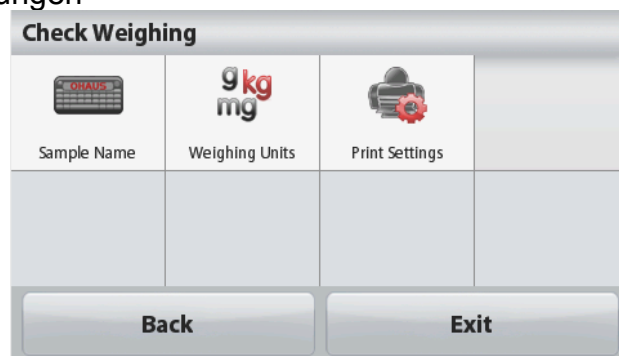 Check Weighing
OHAUS
g kg
mg
Sample Name
Weighing Units
Print Settings
Back
Exit